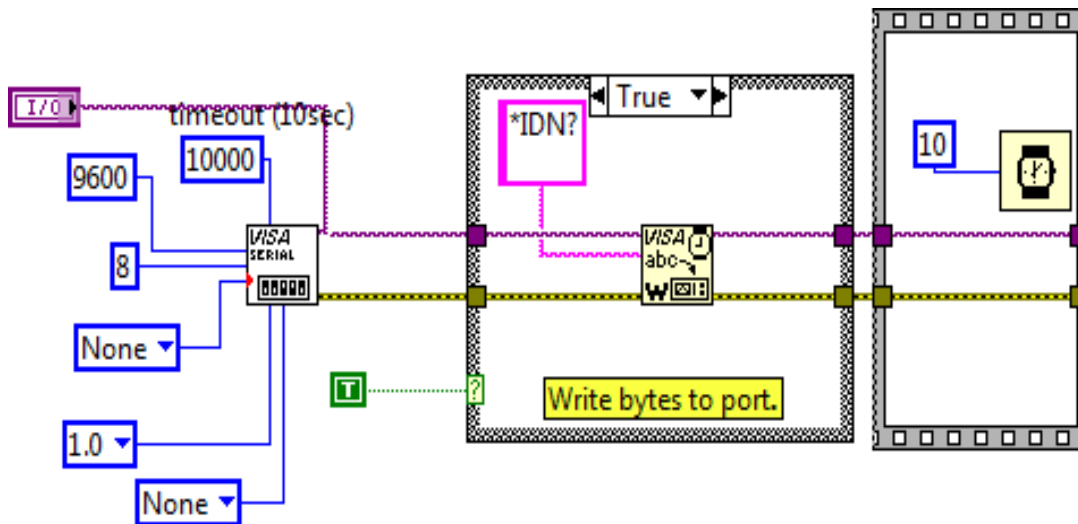 I/O
timeout (10sec)
10000
9600
8
None
1.0
None
VISA
SERIAL
T
True
*IDN?
VISA
abc
W
?
Write bytes to port.
10